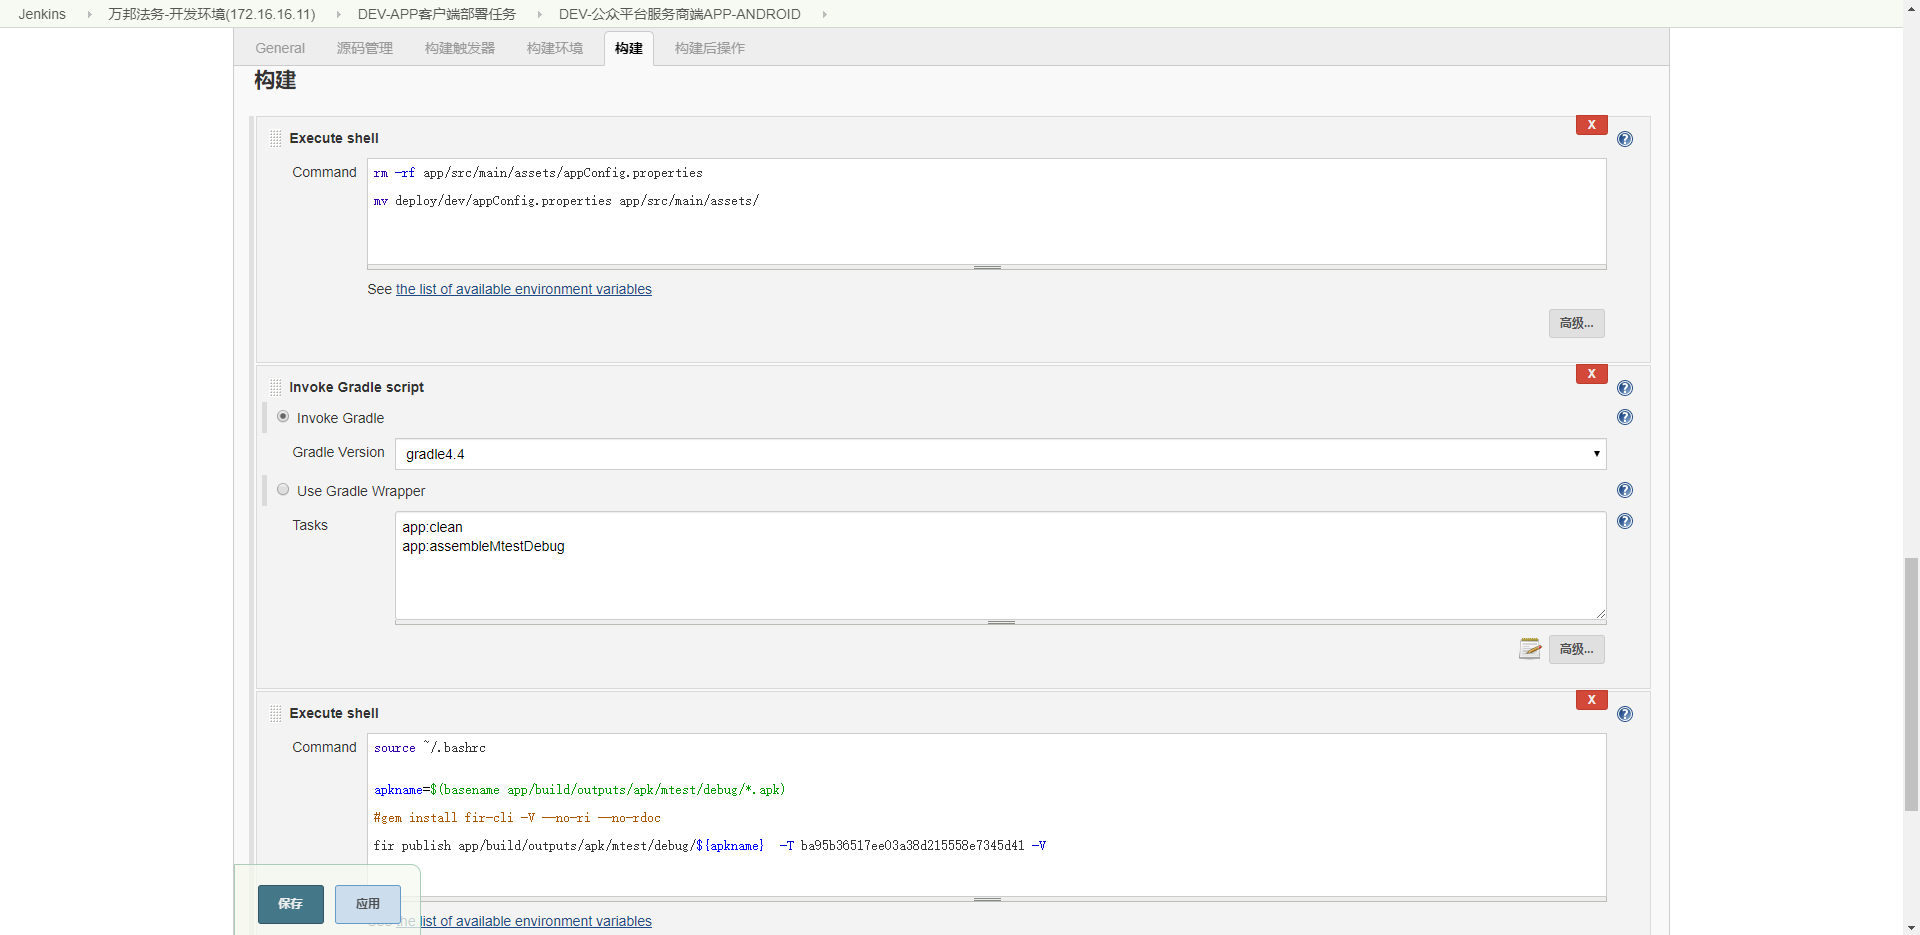 Jenkins 万邦法务-开发环境(172.16.16.11) DEV-APP客户端部署任务 DEV-公众平台服务商端APP-ANDROID
General 源码管理 构建触发器 构建环境 构建 构建后操作
构建
X
Execute shell
Command
rm -rf app/src/main/assets/appConfig.properties
mv deploy/dev/appConfig.properties app/src/main/assets/
See the list of available environment variables
高级...
X
Invoke Gradle script
Invoke Gradle
Gradle Version gradle4.4
Use Gradle Wrapper
Tasks
app:clean
app:assembleMtestDebug
高级...
X
Execute shell
Command
source ~/.bashrc
apkname=$(basename app/build/outputs/apk/mtest/debug/*.apk)
#gem install fir-cli -V --no-ri --no-rdoc
fir publish app/build/outputs/apk/mtest/debug/${apkname}  -T ba95b36517ee03a38d215558e7345d41 -V
保存 应用
See the list of available environment variables